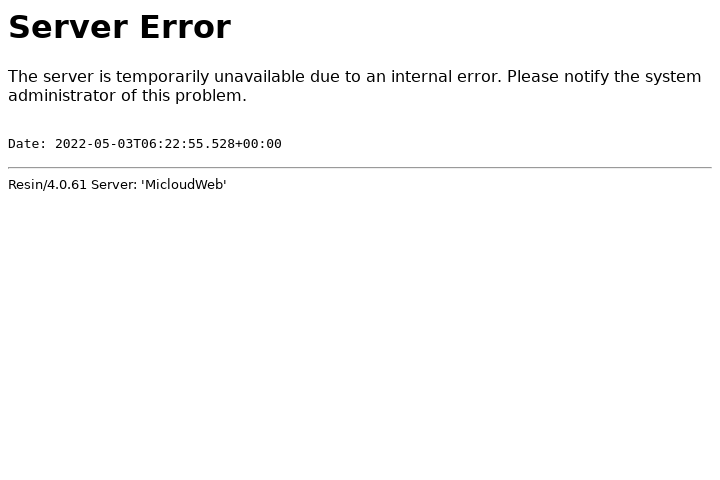 Server Error
The server is temporarily unavailable due to an internal error. Please notify the system
administrator of this problem.
Date: 2022-05-03T06:22:55.528+00:00
Resin/4.0.61 Server: 'MicloudWeb'